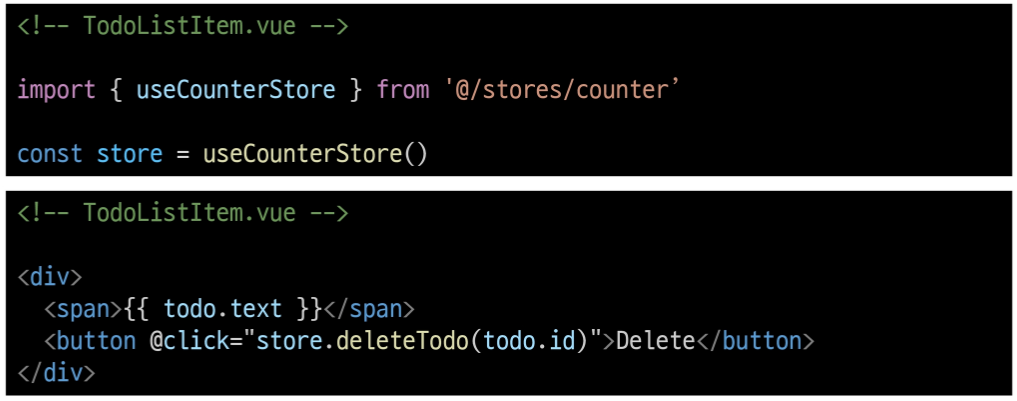 <!-- TodoListItem.vue -->
import { useCounterStore } from '@/stores/counter’
const store = useCounterStore()
<!-- TodoListItem.vue -->
<div>
  <span>{{ todo.text }}</span>
  <button @click="store.deleteTodo(todo.id)">Delete</button>
</div>